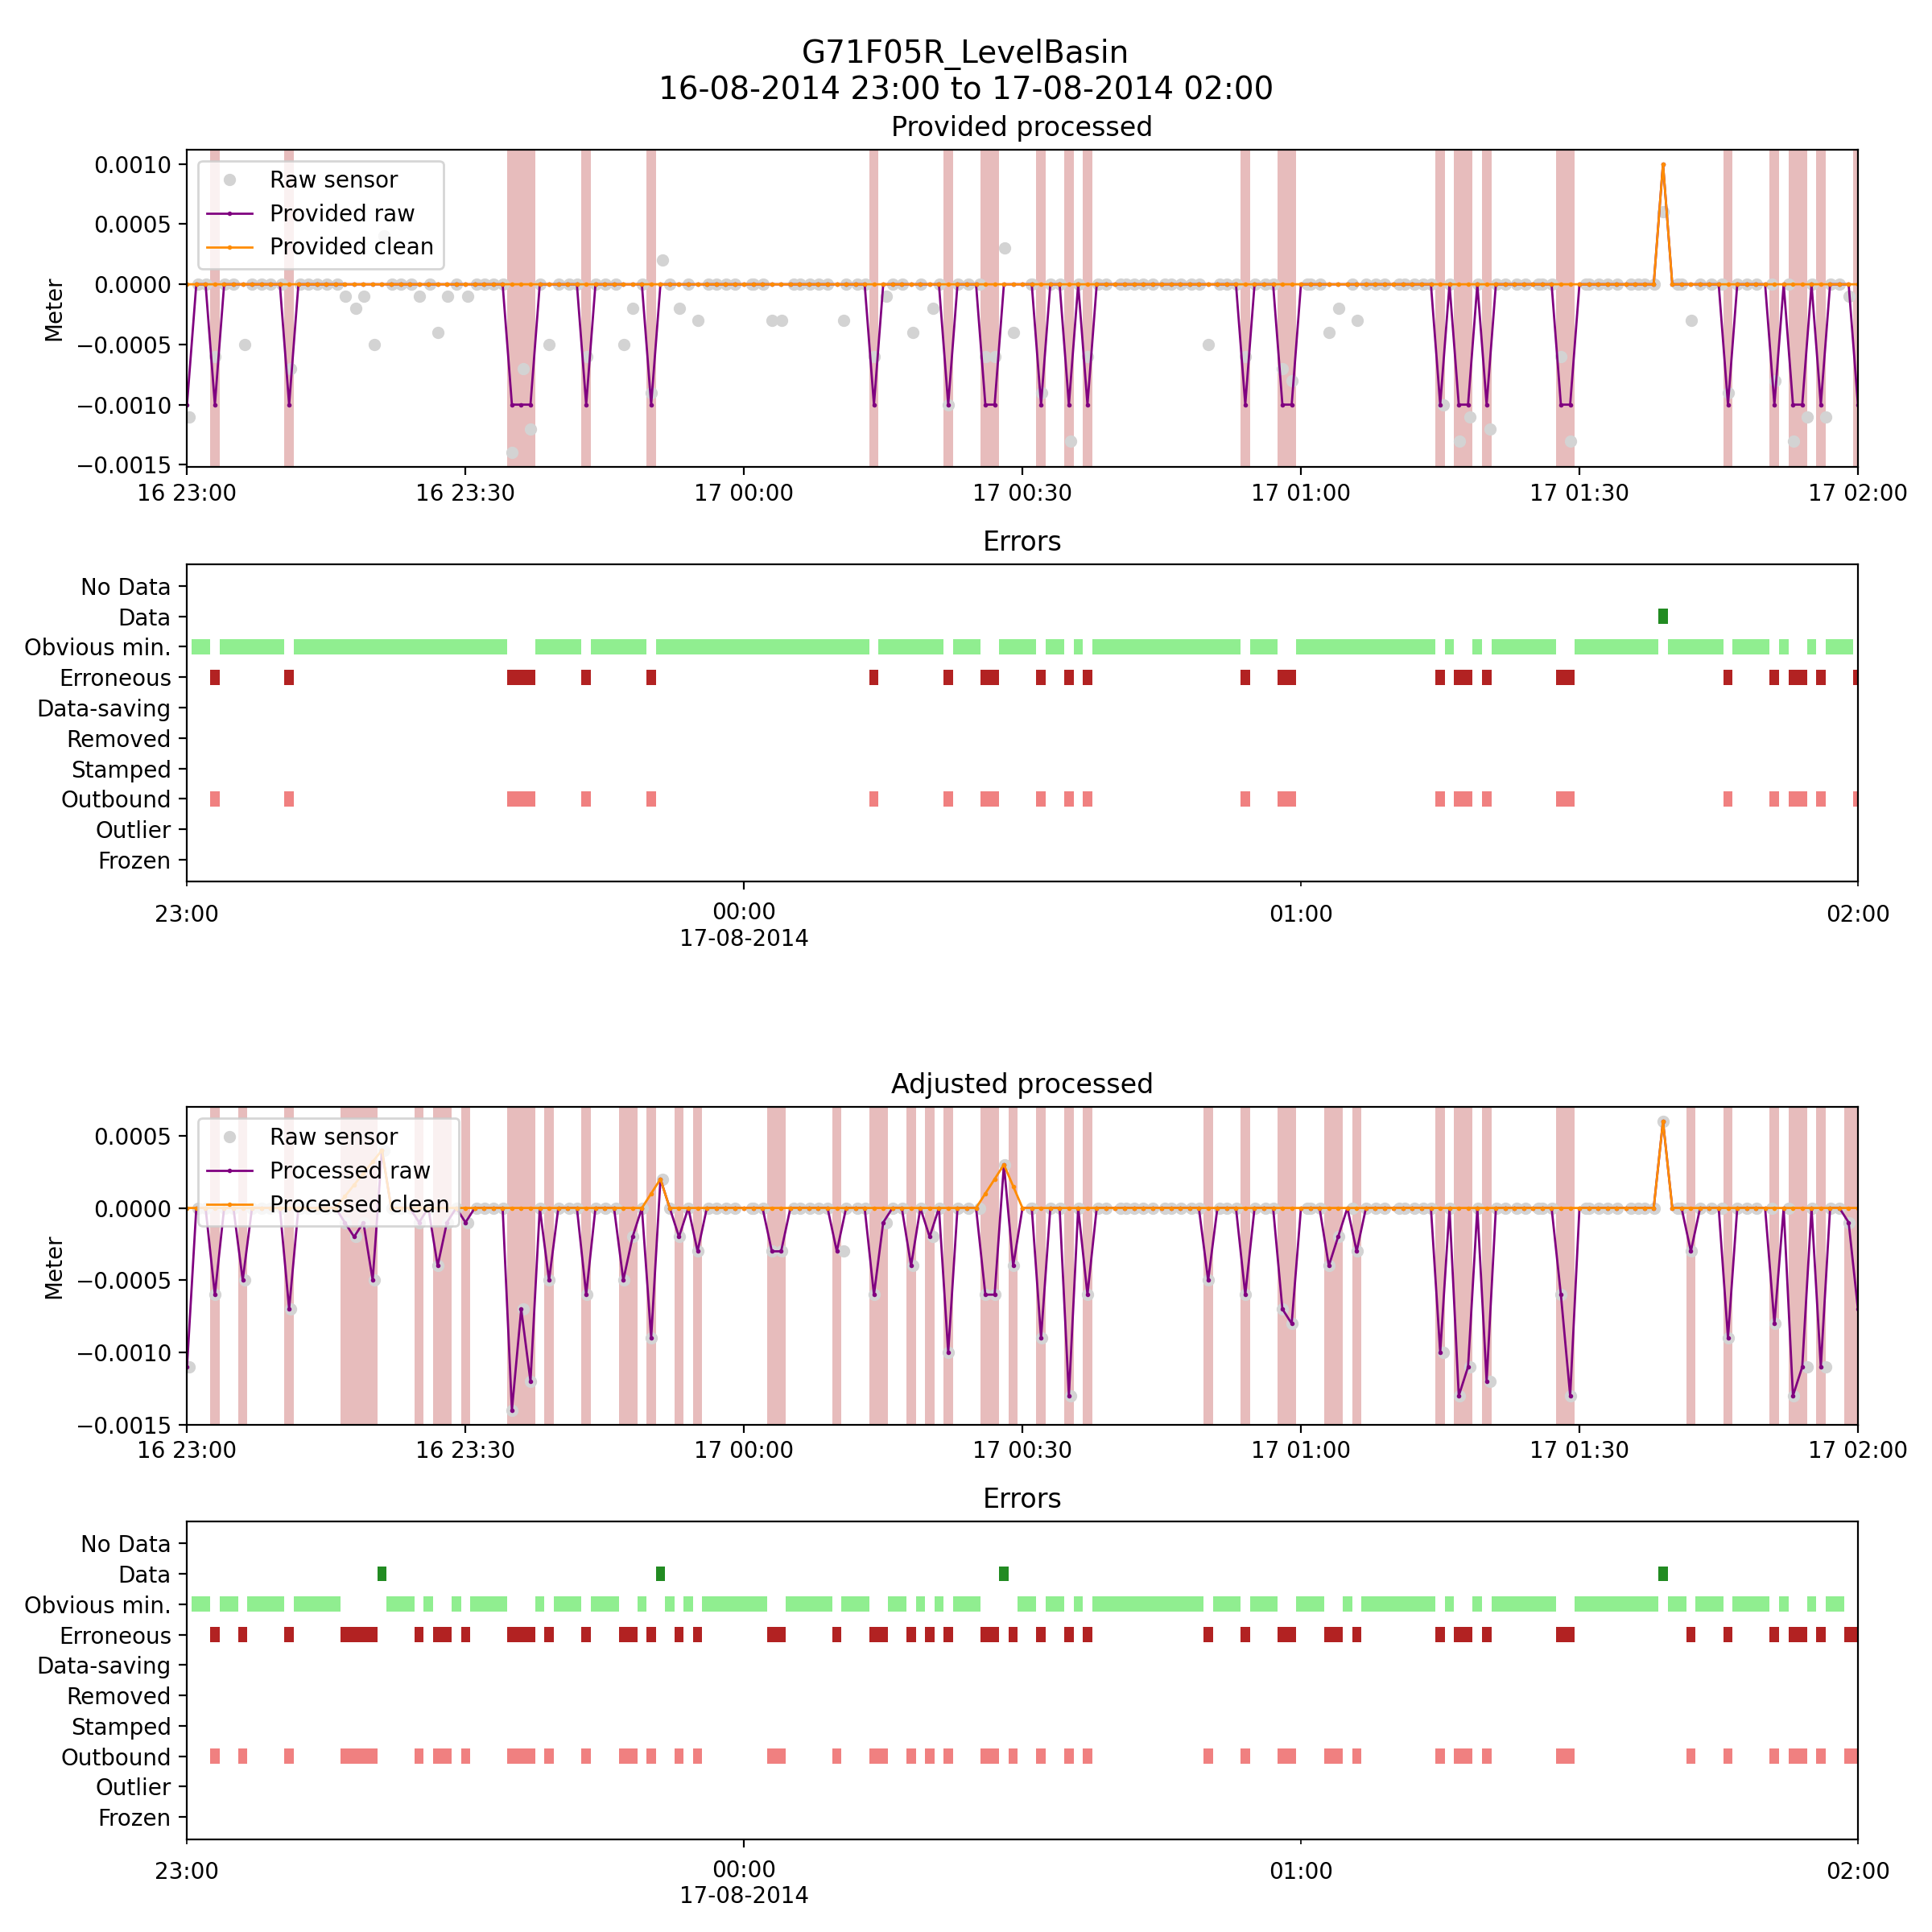 G71F05R_LevelBasin
16-08-2014 23:00 to 17-08-2014 02:00
Provided processed
Meter
0.0010
0.0005
0.0000
−0.0005
−0.0010
−0.0015
Raw sensor
Provided raw
Provided clean
16 23:00 16 23:30 17 00:00 17 00:30 17 01:00 17 01:30 17 02:00
Errors
No Data
Data
Obvious min.
Erroneous
Data-saving
Removed
Stamped
Outbound
Outlier
Frozen
23:00 00:00 01:00 02:00
17-08-2014
Adjusted processed
Meter
0.0005
0.0000
−0.0005
−0.0010
−0.0015
Raw sensor
Processed raw
Processed clean
16 23:00 16 23:30 17 00:00 17 00:30 17 01:00 17 01:30 17 02:00
Errors
No Data
Data
Obvious min.
Erroneous
Data-saving
Removed
Stamped
Outbound
Outlier
Frozen
23:00 00:00 01:00 02:00
17-08-2014